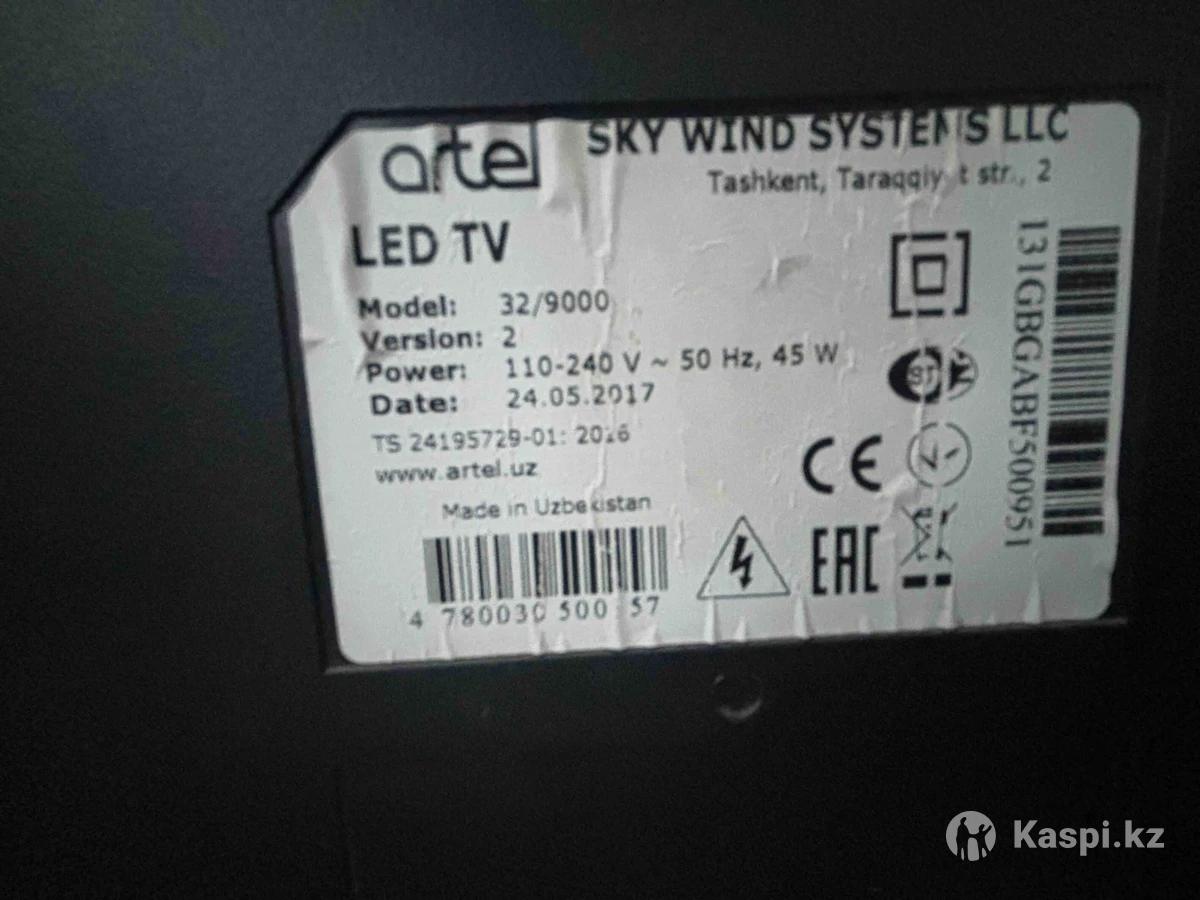 artel
SKY WIND SYSTEMS LLC
Tashkent, str., 2
LED TV
Model: 32/9000
Version: 2
Power: 110-240 V ~ 50 Hz, 45 W
Date: 24.05.2017
TS 24195729-01: 2016
www.artel.uz
Made in Uzbekistan
4 780030 500 57
131GBGABF500951
ST
CE
EAC
Kaspi.kz